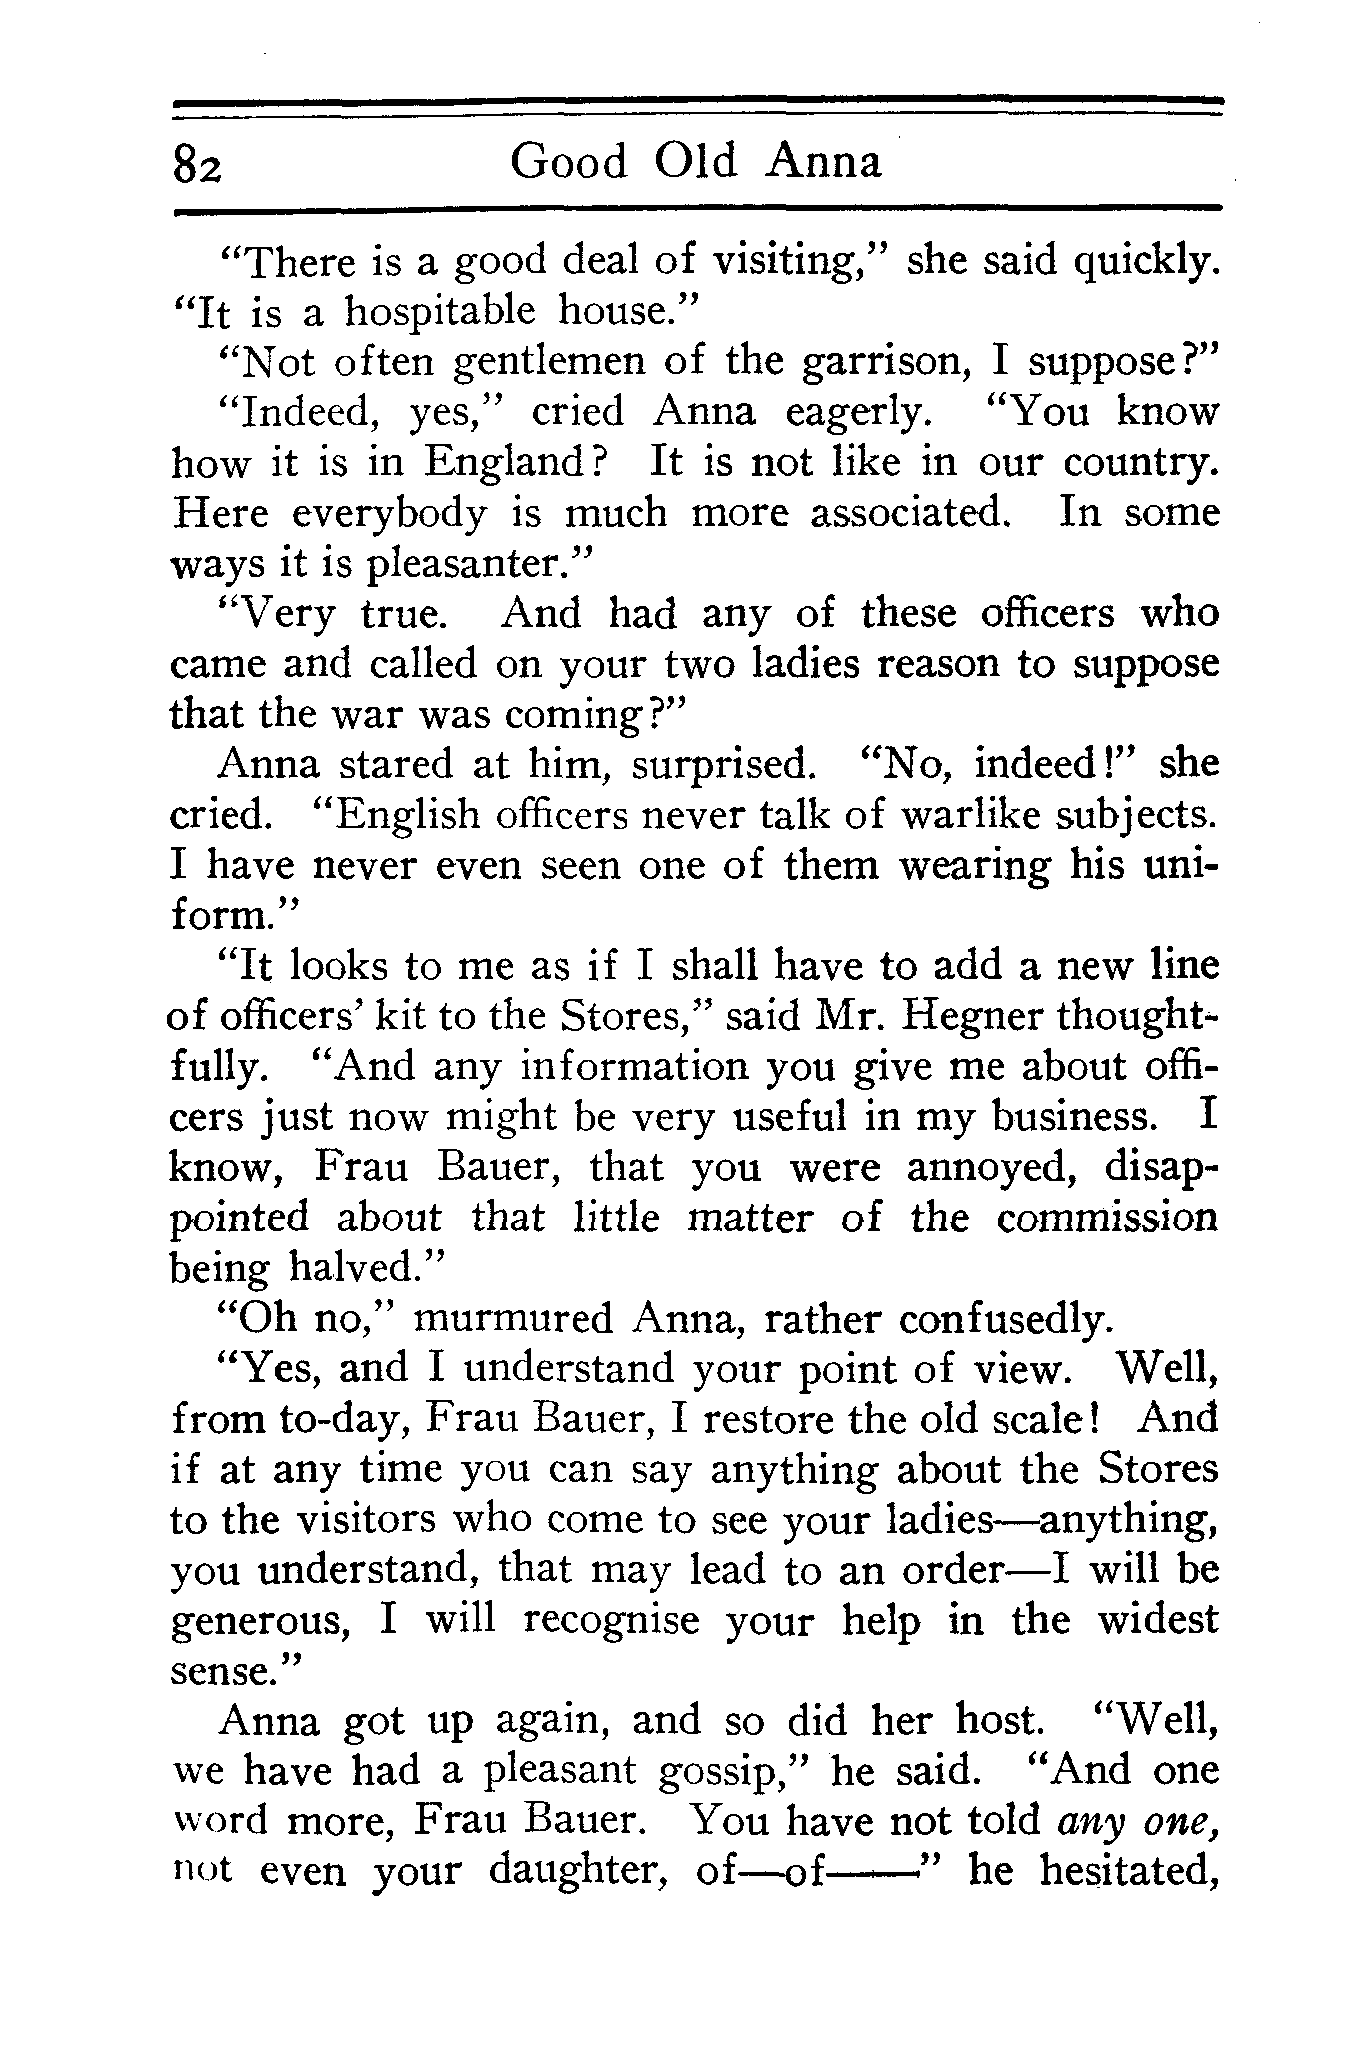 82 Good Old Anna
“There is a good deal of visiting,” she said quickly.
“It is a hospitable house.”
“Not often gentlemen of the garrison, I suppose?”
“Indeed, yes,” cried Anna eagerly. “You know
how it is in England? It is not like in our country.
Here everybody is much more associated. In some
ways it is pleasanter.”
“Very true. And had any of these officers who
came and called on your two ladies reason to suppose
that the war was coming?”
Anna stared at him, surprised. “No, indeed!” she
cried. “English officers never talk of warlike subjects.
I have never even seen one of them wearing his uni-
form.”
“It looks to me as if I shall have to add a new line
of officers’ kit to the Stores,” said Mr. Hegner thought-
fully. “And any information you give me about offi-
cers just now might be very useful in my business. I
know, Frau Bauer, that you were annoyed, disap-
pointed about that little matter of the commission
being halved.”
“Oh no,” murmured Anna, rather confusedly.
“Yes, and I understand your point of view. Well,
from to-day, Frau Bauer, I restore the old scale! And
if at any time you can say anything about the Stores
to the visitors who come to see your ladies—anything,
you understand, that may lead to an order—I will be
generous, I will recognise your help in the widest
sense.”
Anna got up again, and so did her host. “Well,
we have had a pleasant gossip,” he said. “And one
word more, Frau Bauer. You have not told any one,
not even your daughter, of—of——” he hesitated,